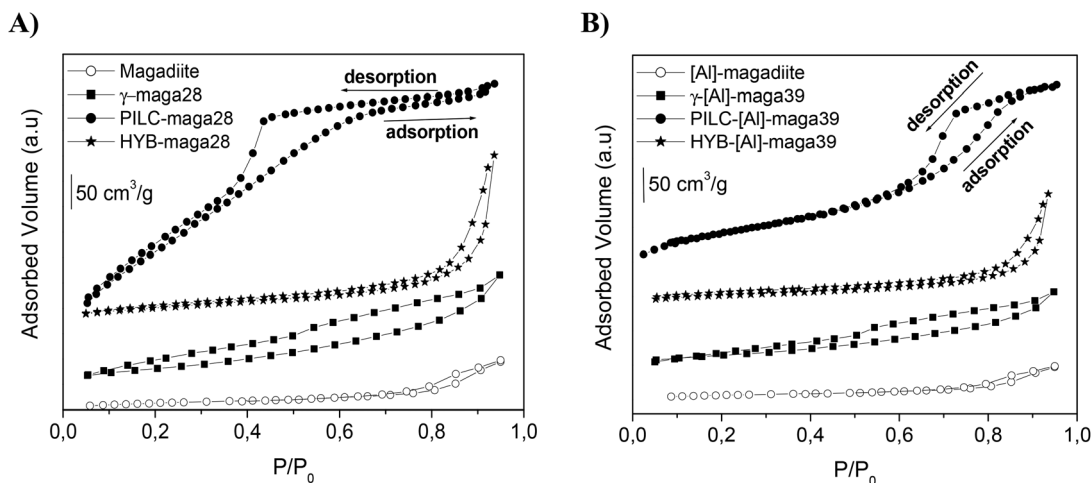 A)
Magadiite
γ–maga28
PILC-maga28
HYB-maga28
desorption
adsorption
50 cm³/g
Adsorbed Volume (a.u)
0,0 0,2 0,4 0,6 0,8 1,0
P/P₀
B)
[Al]-magadiite
γ-[Al]-maga39
PILC-[Al]-maga39
HYB-[Al]-maga39
desorption
adsorption
50 cm³/g
Adsorbed Volume (a.u)
0,0 0,2 0,4 0,6 0,8 1,0
P/P₀